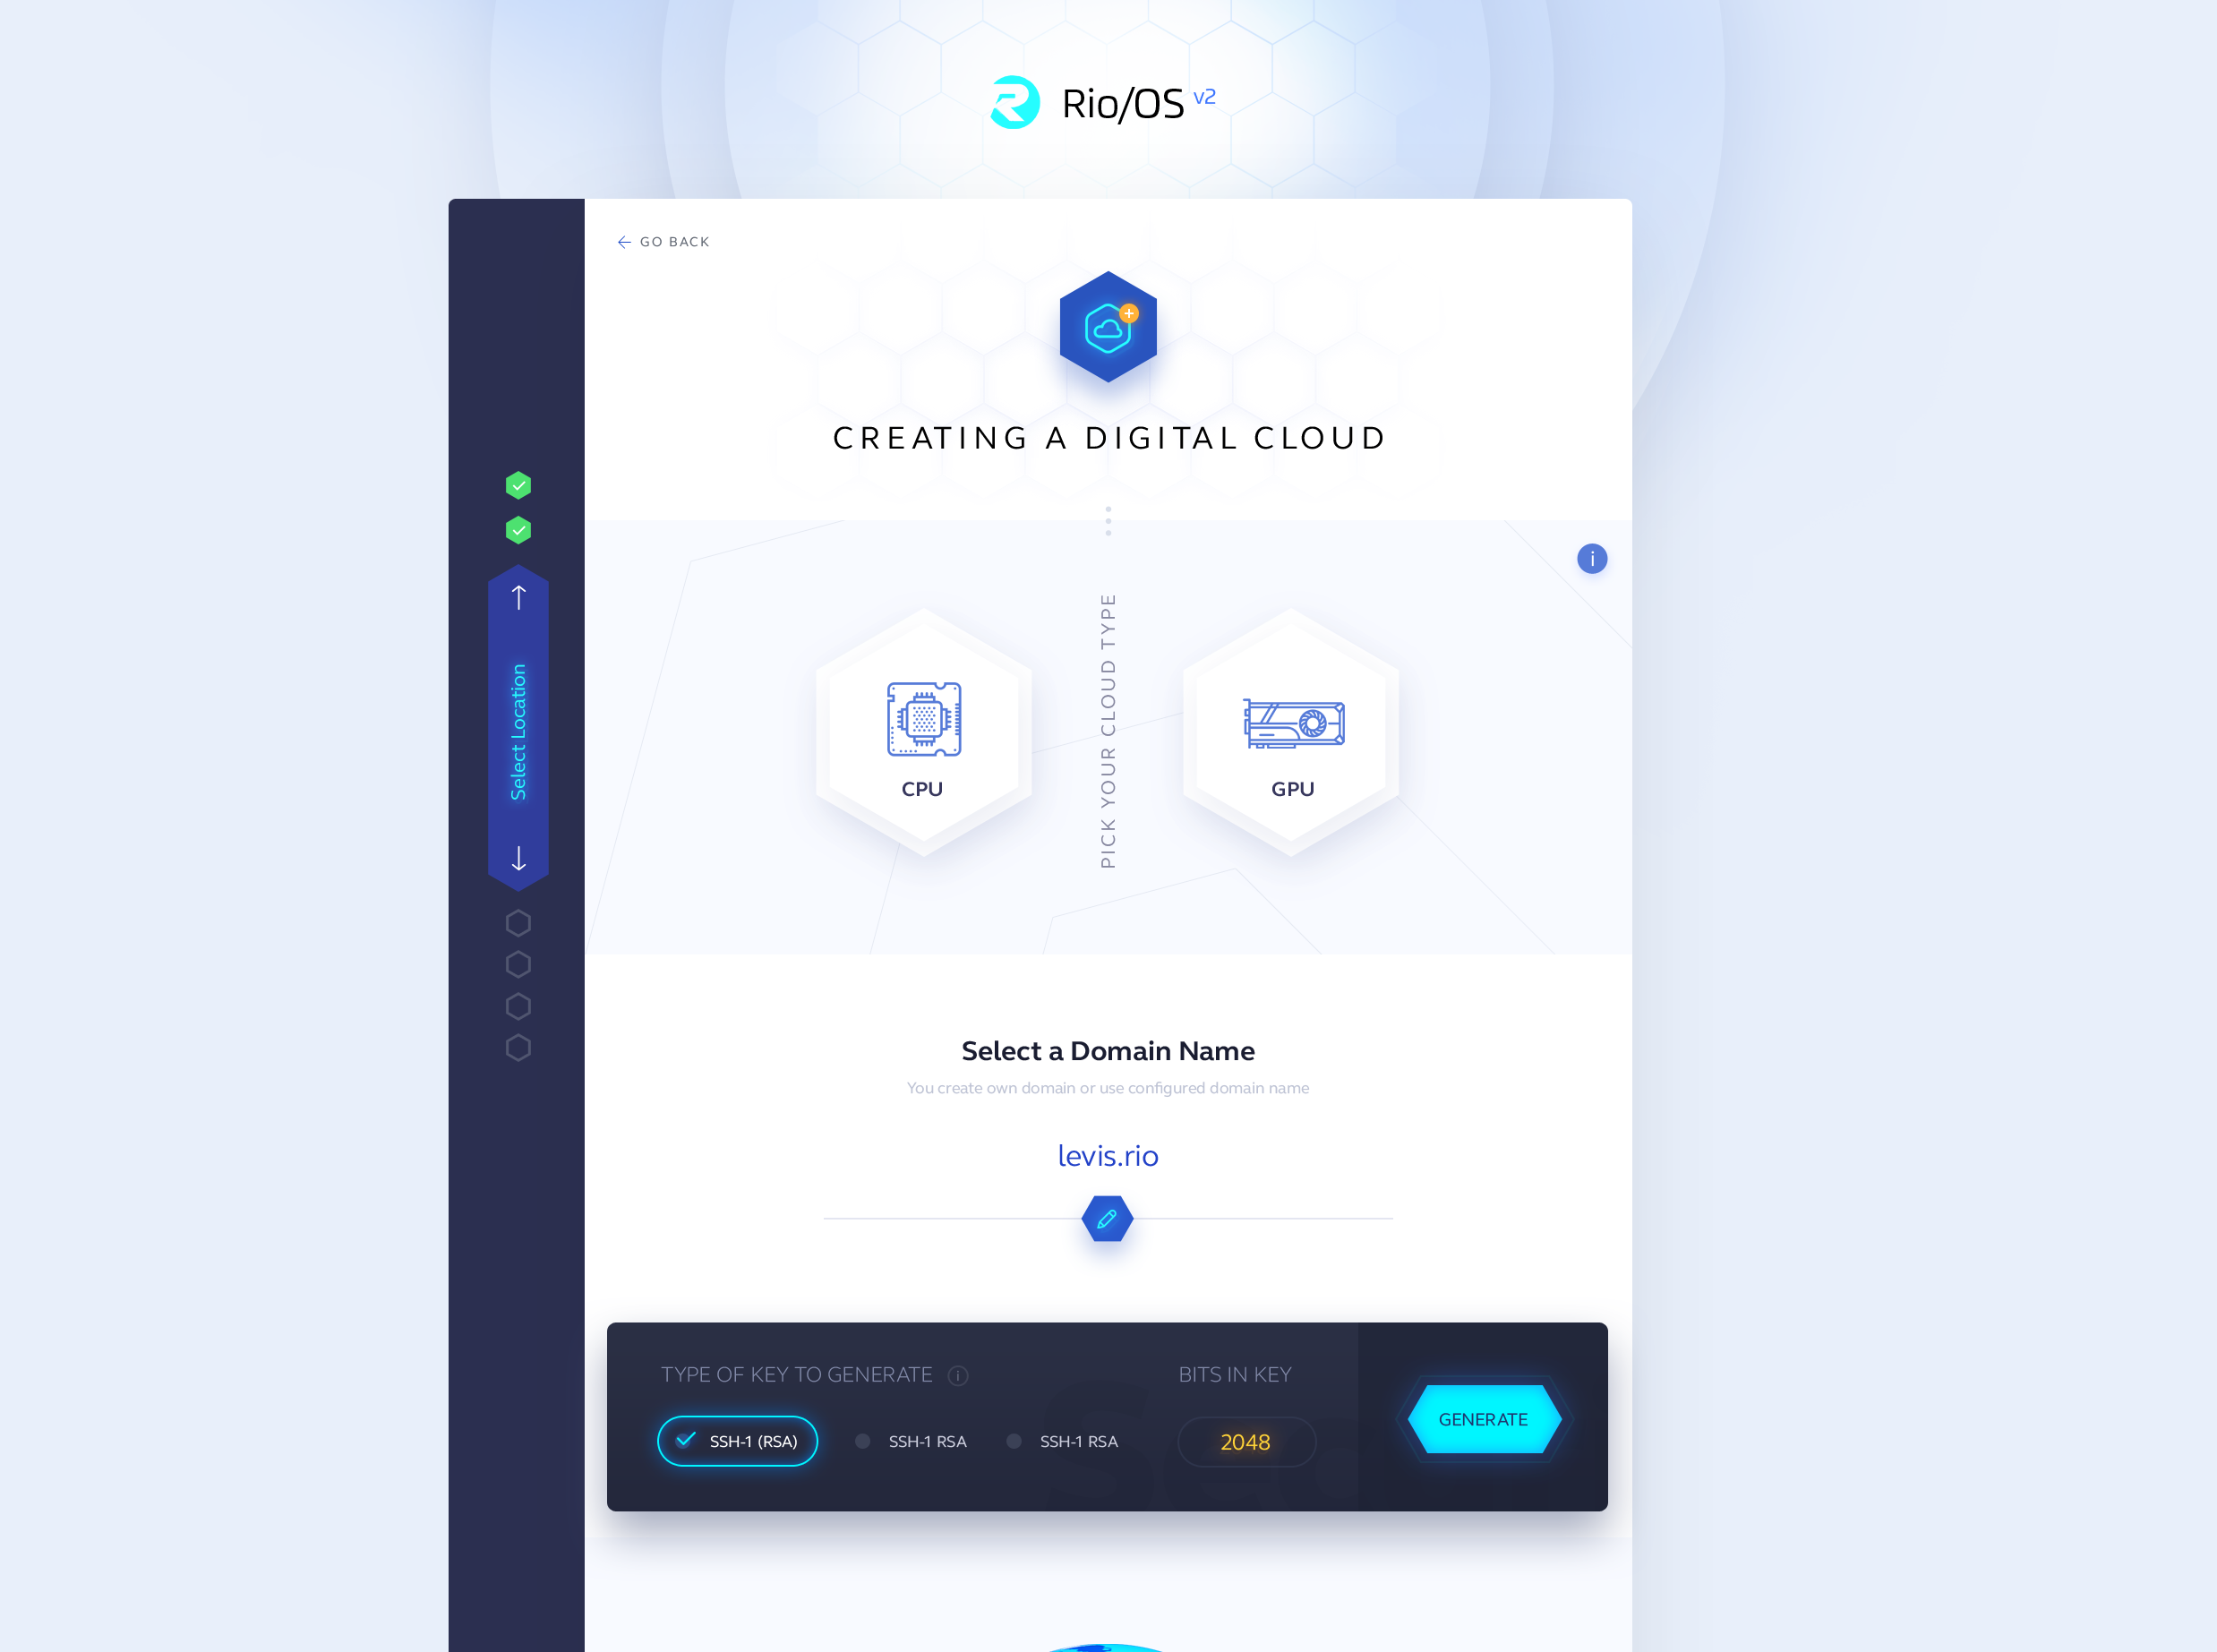 Rio/OS v2
GO BACK
CREATING A DIGITAL CLOUD
i
Select Location
CPU
PICK YOUR CLOUD TYPE
GPU
Select a Domain Name
You create own domain or use configured domain name
levis.rio
TYPE OF KEY TO GENERATE i
BITS IN KEY
SSH-1 (RSA)
SSH-1 RSA
SSH-1 RSA
2048
GENERATE